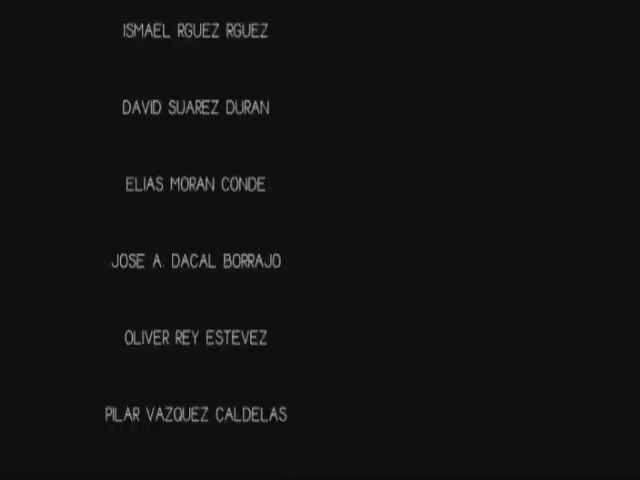 ISMAEL RGUEZ RGUEZ
DAVID SUAREZ DURAN
ELIAS MORAN CONDE
JOSE A. DACAL BORRAJO
OLIVER REY ESTEVEZ
PILAR VAZQUEZ CALDELAS